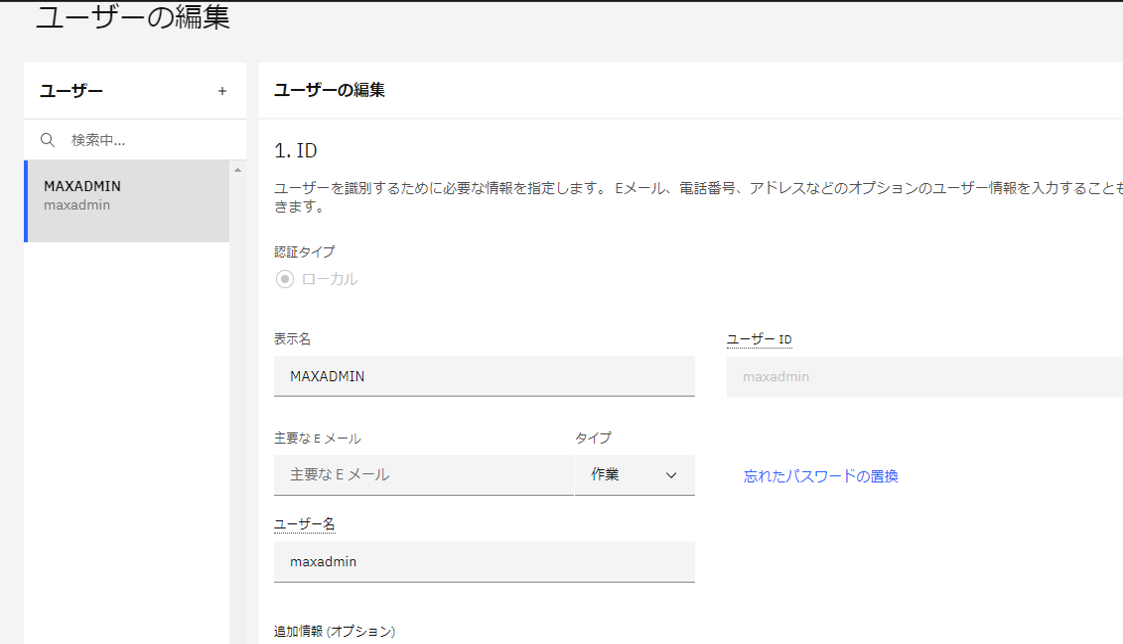 ユーザーの編集
ユーザー +
検索中...
MAXADMIN
maxadmin
ユーザーの編集
1. ID
ユーザーを識別するために必要な情報を指定します。 Eメール、電話番号、アドレスなどのオプションのユーザー情報を入力することも
きます。
認証タイプ
ローカル
表示名
MAXADMIN
ユーザー ID
maxadmin
主要な E メール
主要な E メール
タイプ
作業
忘れたパスワードの置換
ユーザー名
maxadmin
追加情報 (オプション)